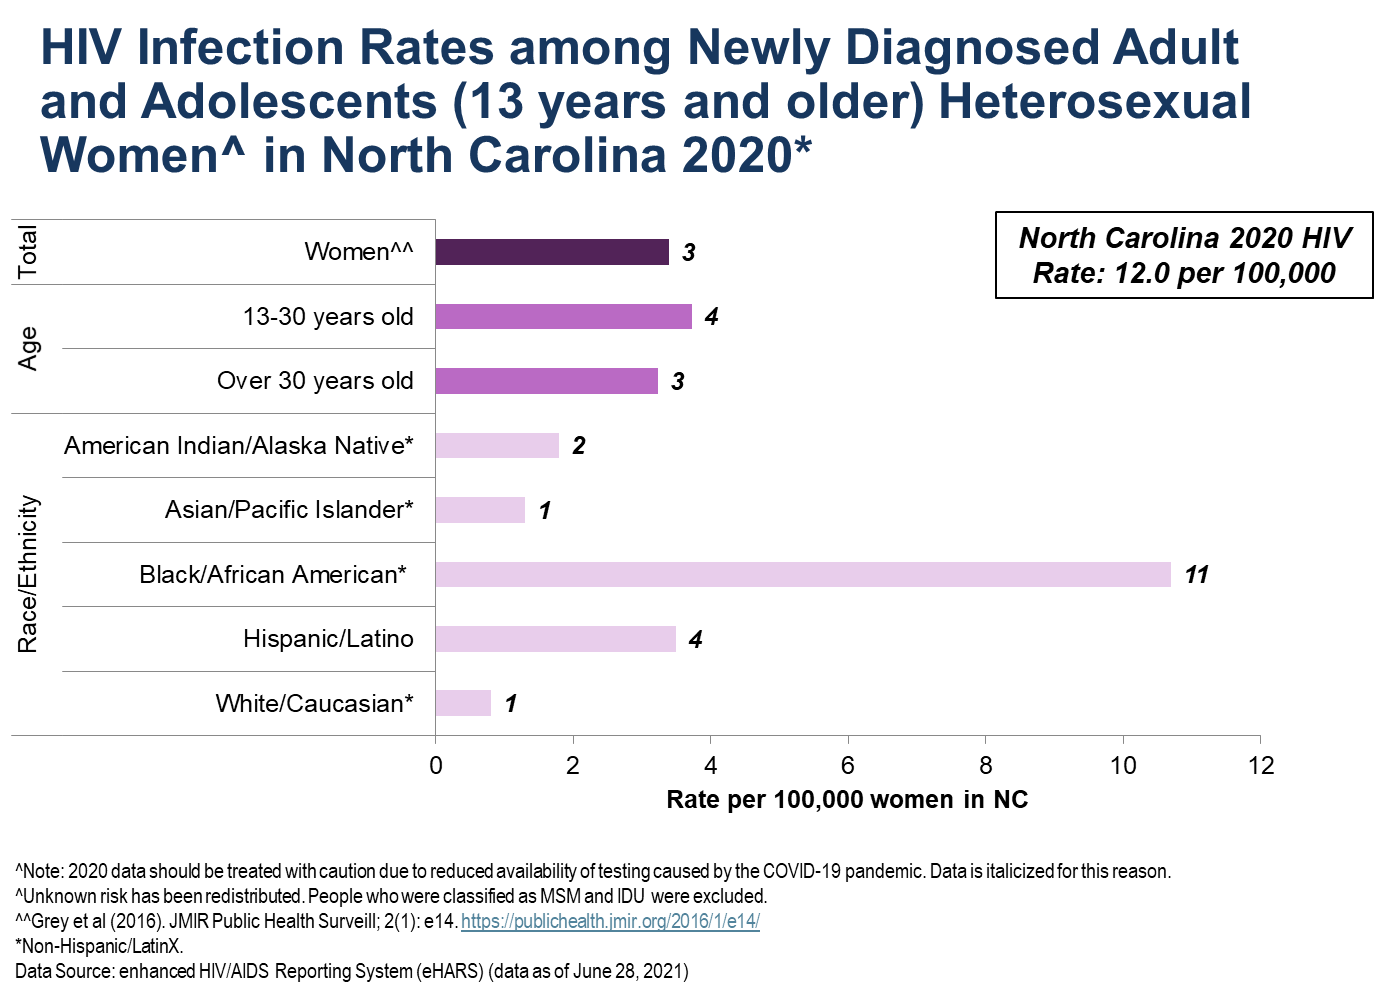 HIV Infection Rates among Newly Diagnosed Adult
and Adolescents (13 years and older) Heterosexual
Women^ in North Carolina 2020*
North Carolina 2020 HIV
Rate: 12.0 per 100,000
Total
Women^^
3
Age
13-30 years old
4
Over 30 years old
3
Race/Ethnicity
American Indian/Alaska Native*
2
Asian/Pacific Islander*
1
Black/African American*
11
Hispanic/Latino
4
White/Caucasian*
1
0 2 4 6 8 10 12
Rate per 100,000 women in NC
^Note: 2020 data should be treated with caution due to reduced availability of testing caused by the COVID-19 pandemic. Data is italicized for this reason.
^Unknown risk has been redistributed. People who were classified as MSM and IDU were excluded.
^^Grey et al (2016). JMIR Public Health Surveill; 2(1): e14. https://publichealth.jmir.org/2016/1/e14/
*Non-Hispanic/LatinX.
Data Source: enhanced HIV/AIDS Reporting System (eHARS) (data as of June 28, 2021)